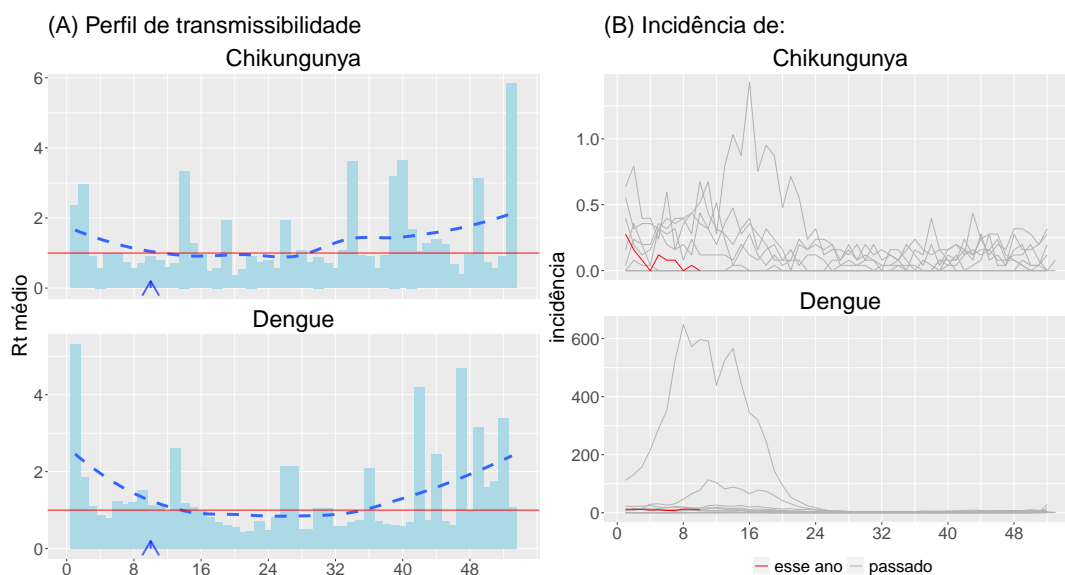 (A) Perfil de transmissibilidade
Chikungunya
6
4
2
0
Dengue
4
2
0
0 8 16 24 32 40 48
Rt médio
(B) Incidência de:
Chikungunya
1.0
0.5
0.0
Dengue
600
400
200
0
0 8 16 24 32 40 48
incidência
esse ano passado